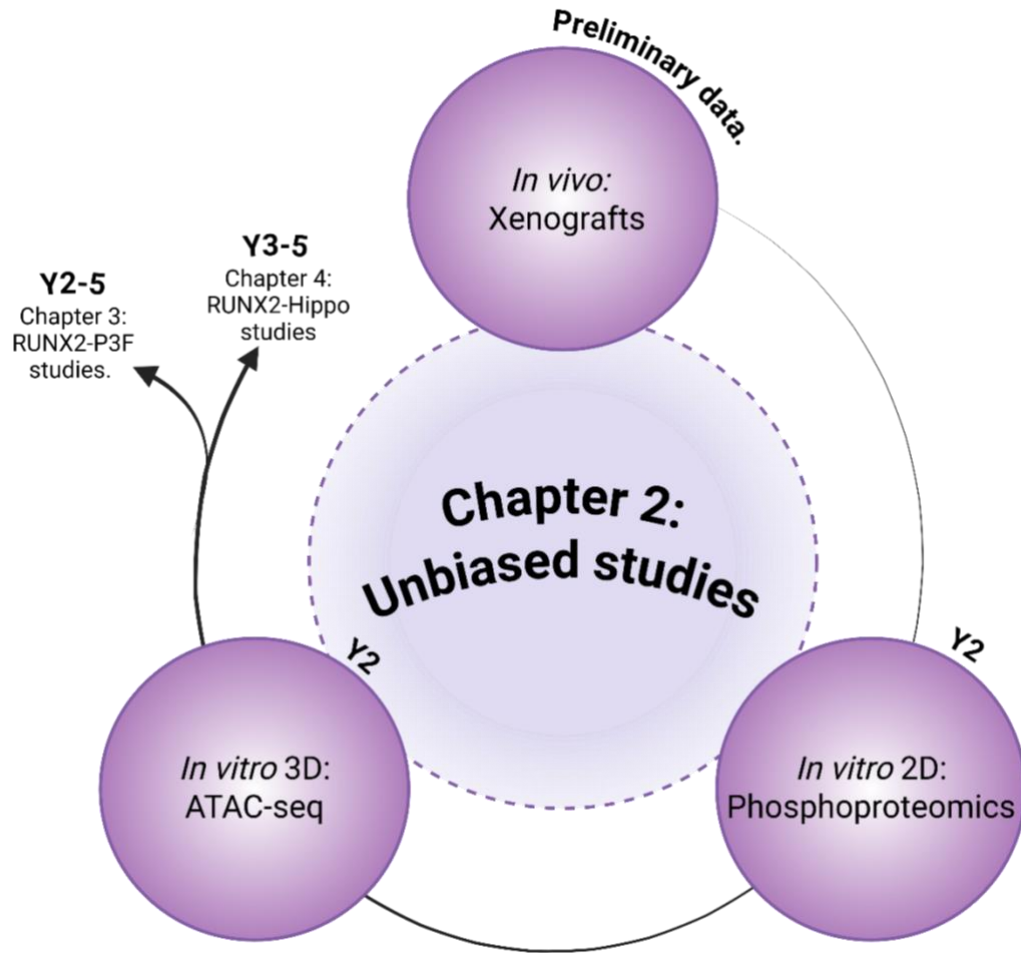 Preliminary data.
In vivo:
Xenografts
Y3-5
Chapter 4:
RUNX2-Hippo
studies
Y2-5
Chapter 3:
RUNX2-P3F
studies.
Chapter 2:
Unbiased studies
Y2
In vitro 3D:
ATAC-seq
Y2
In vitro 2D:
Phosphoproteomics